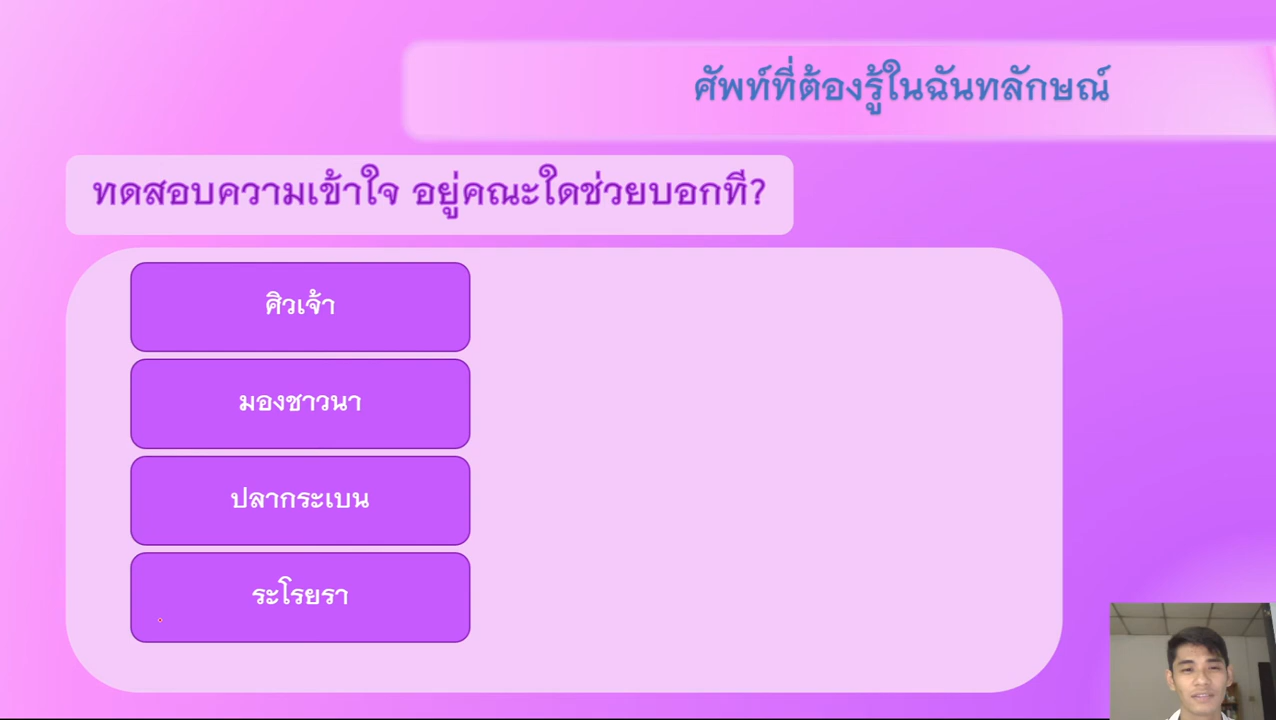 ศัพท์ที่ต้องรู้ในฉันทลักษณ์
ทดสอบความเข้าใจ อยู่คณะใดช่วยบอกที?
ศิวเจ้า
มองชาวนา
ปลากระเบน
ระโรยรา